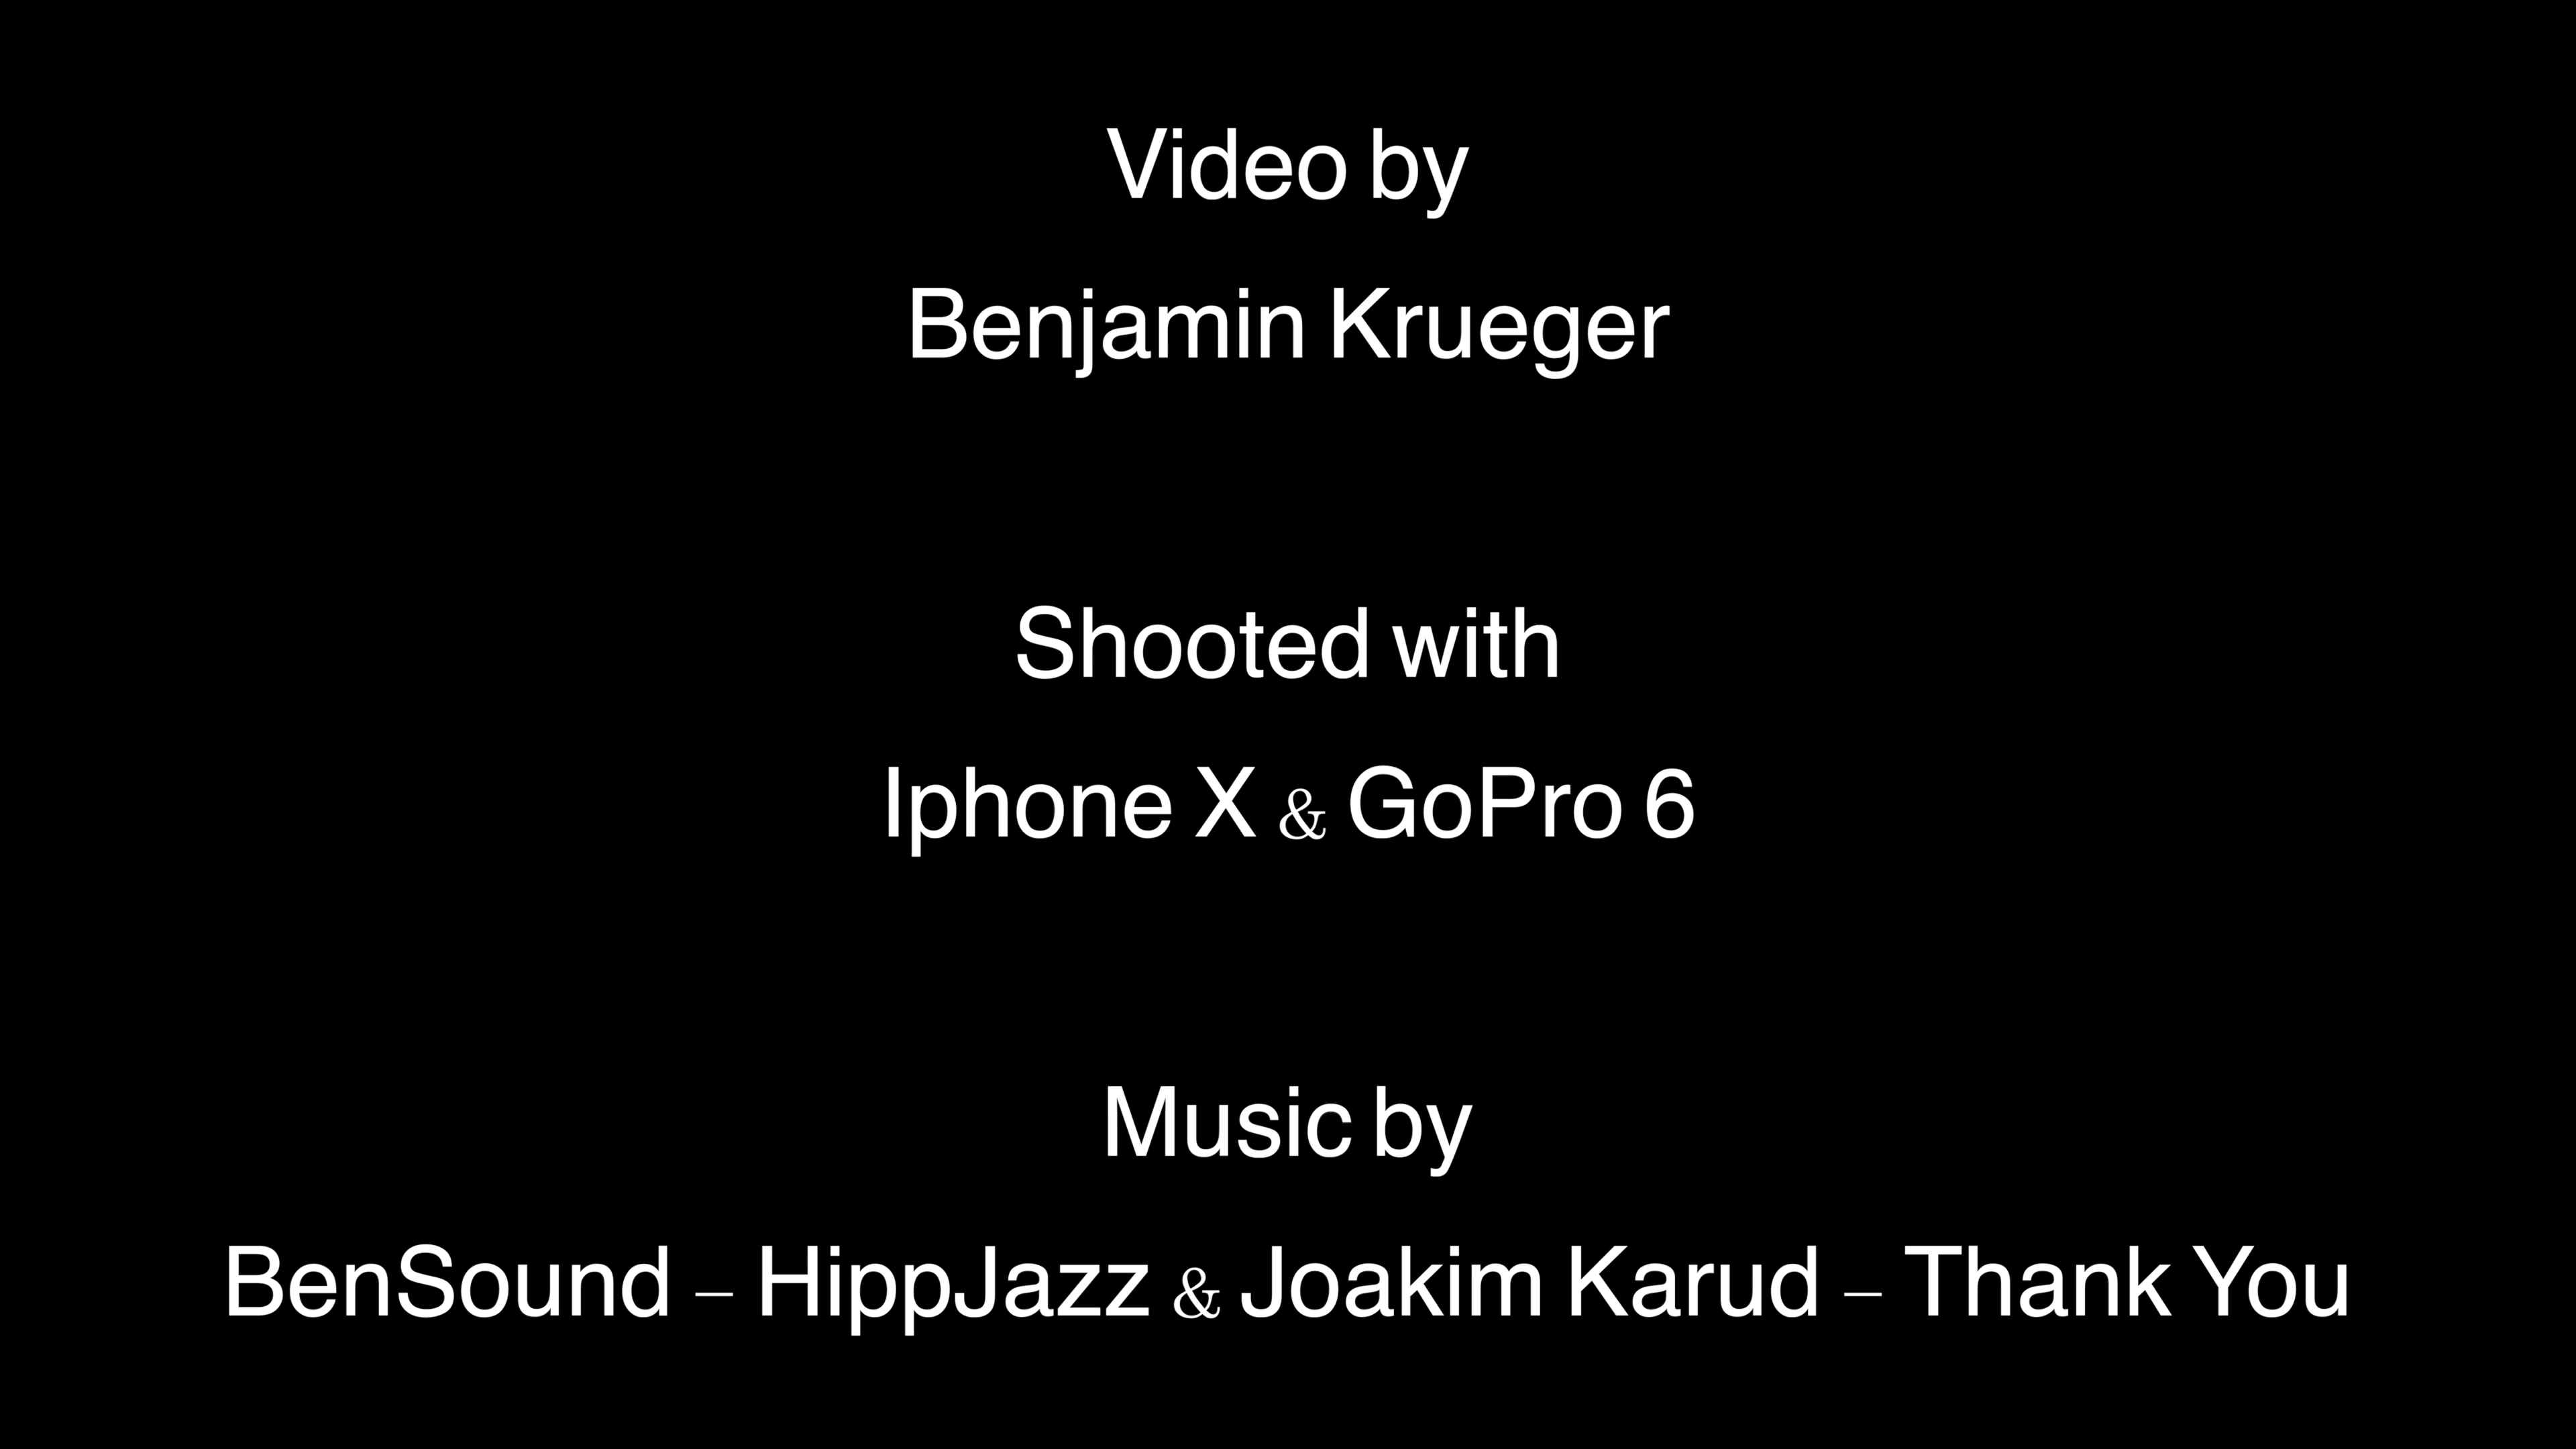 Video by
Benjamin Krueger
Shooted with
Iphone X & GoPro 6
Music by
BenSound – HippJazz & Joakim Karud – Thank You